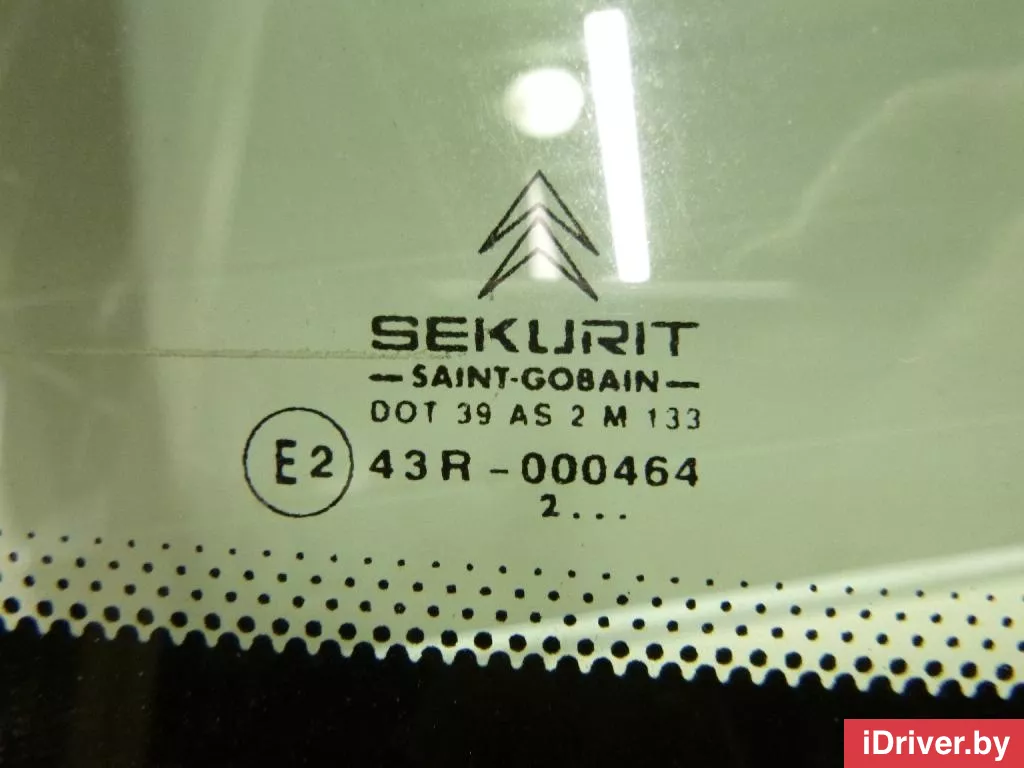 SEKURIT
—SAINT-GOBAIN—
DOT 39 AS 2 M 133
E2 43R-000464
2...
iDriver.by